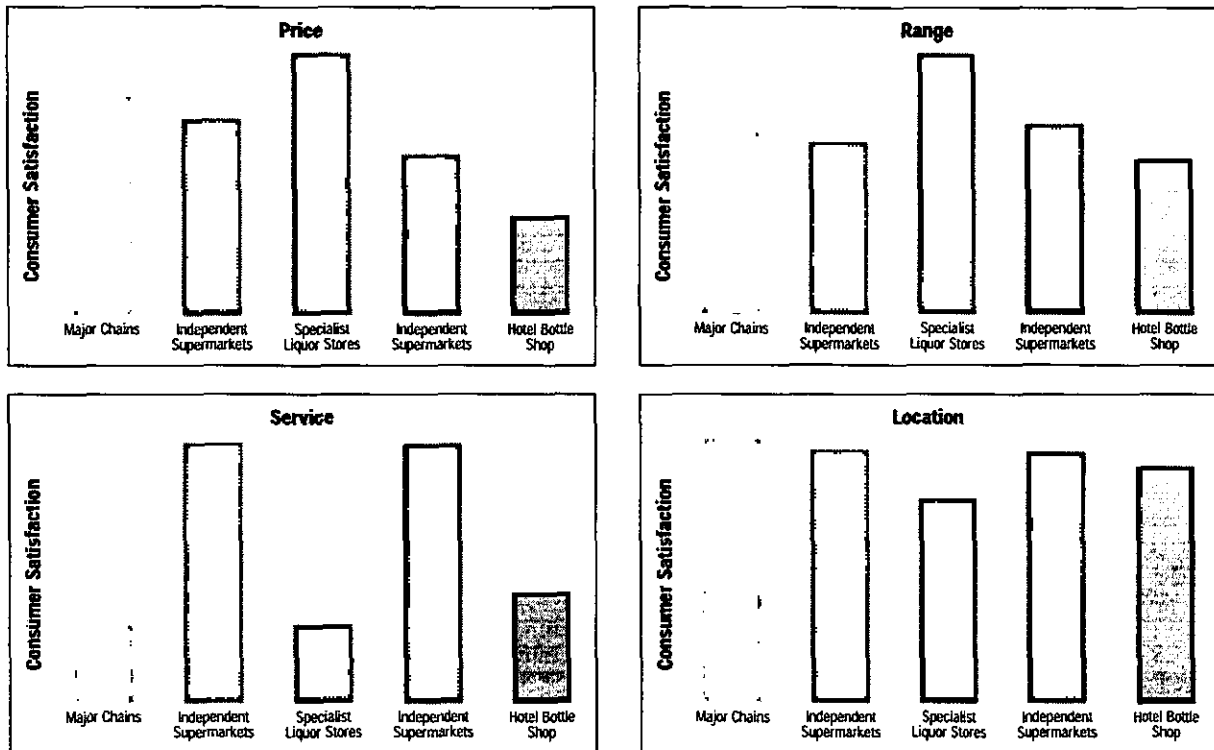 Price
Consumer Satisfaction
Major Chains
Independent
Supermarkets
Specialist
Liquor Stores
Independent
Supermarkets
Hotel Bottle
Shop
Range
Consumer Satisfaction
Major Chains
Independent
Supermarkets
Specialist
Liquor Stores
Independent
Supermarkets
Hotel Bottle
Shop
Service
Consumer Satisfaction
Major Chains
Independent
Supermarkets
Specialist
Liquor Stores
Independent
Supermarkets
Hotel Bottle
Shop
Location
Consumer Satisfaction
Major Chains
Independent
Supermarkets
Specialist
Liquor Stores
Independent
Supermarkets
Hotel Bottle
Shop